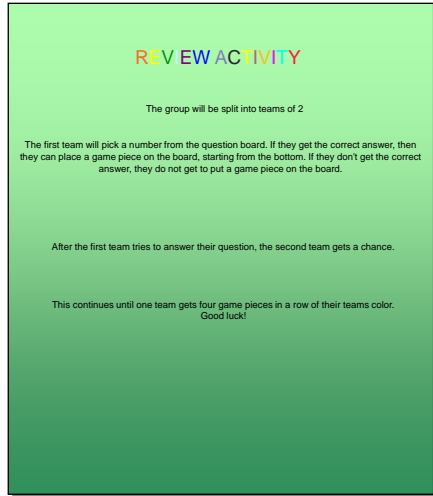 REVIEW ACTIVITY
The group will be split into teams of 2
The first team will pick a number from the question board. If they get the correct answer, then
they can place a game piece on the board, starting from the bottom. If they don't get the correct
answer, they do not get to put a game piece on the board.
After the first team tries to answer their question, the second team gets a chance.
This continues until one team gets four game pieces in a row of their teams color.
Good luck!